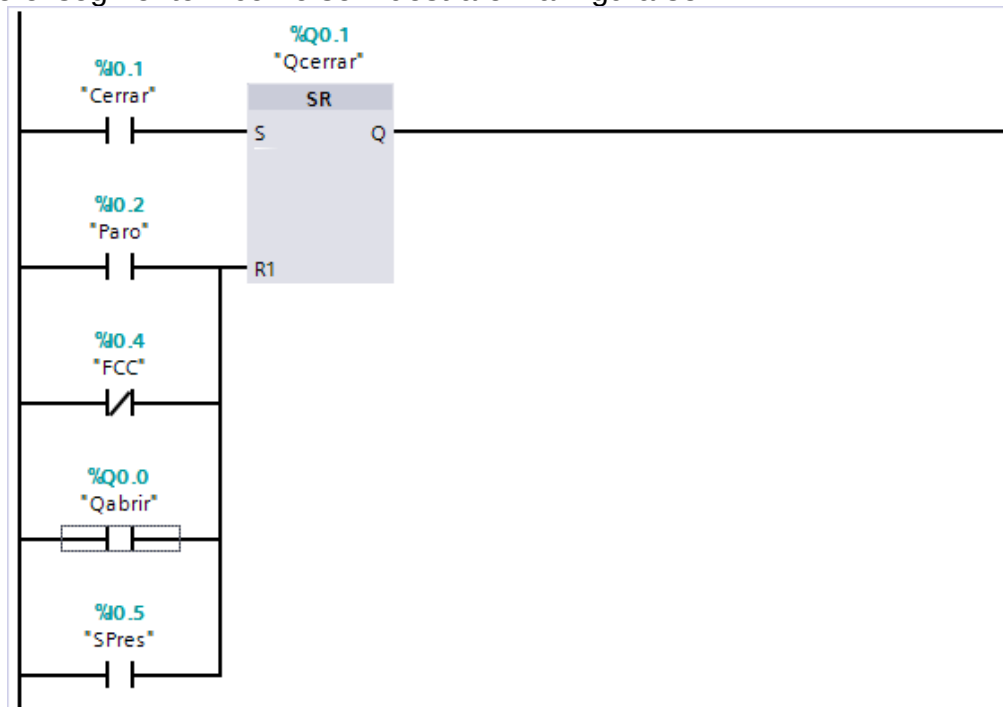 %Q0.1
"Qcerrar"
%I0.1
"Cerrar"
SR
S
Q
%I0.2
"Paro"
R1
%I0.4
"FCC"
%Q0.0
"Qabrir"
%I0.5
"SPres"